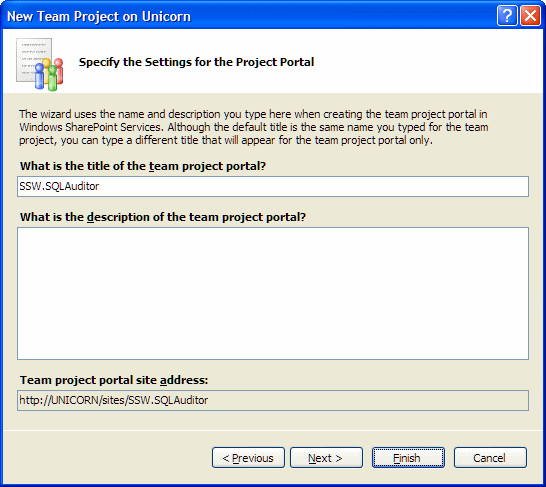 New Team Project on Unicorn
Specify the Settings for the Project Portal
The wizard uses the name and description you type here when creating the team project portal in
Windows SharePoint Services. Although the default title is the same name you typed for the team
project, you can type a different title that will appear for the team project portal only.
What is the title of the team project portal?
SSW.SQLAuditor
What is the description of the team project portal?
Team project portal site address:
http://UNICORN/sites/SSW.SQLAuditor
< Previous Next > Finish Cancel